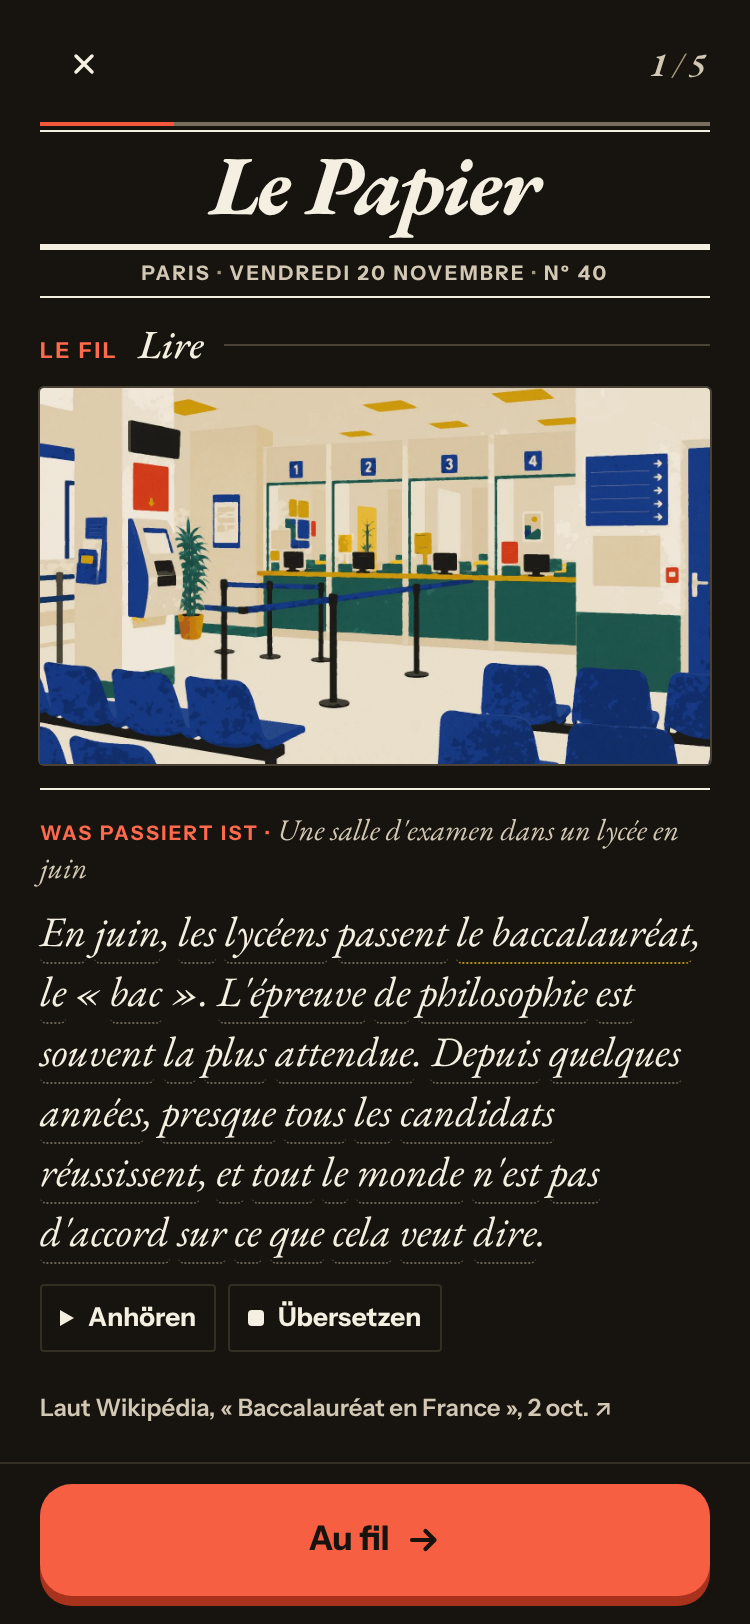 1 / 5
Le Papier
PARIS · VENDREDI 20 NOVEMBRE · N° 40
LE FIL Lire
1 2 3 4
WAS PASSIERT IST · Une salle d'examen dans un lycée en
juin
En juin, les lycéens passent le baccalauréat,
le « bac ». L'épreuve de philosophie est
souvent la plus attendue. Depuis quelques
années, presque tous les candidats
réussissent, et tout le monde n'est pas
d'accord sur ce que cela veut dire.
Anhören Übersetzen
Laut Wikipédia, « Baccalauréat en France », 2 oct. ↗
Au fil →